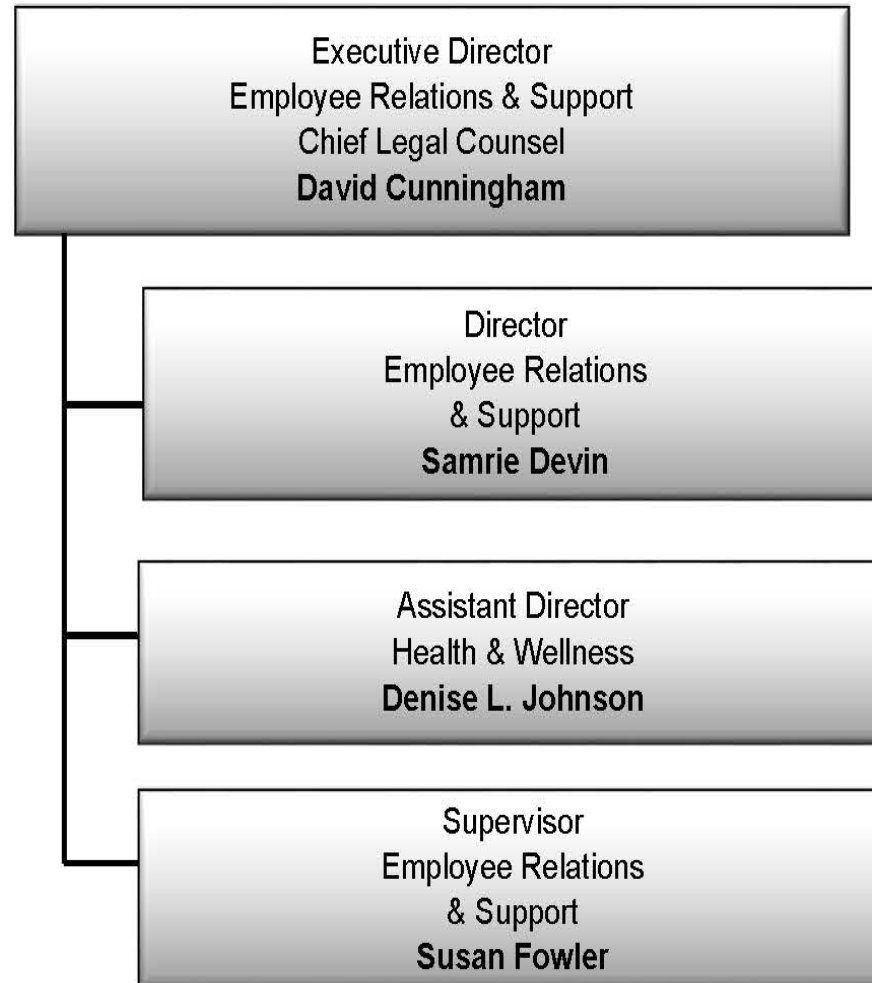 Executive Director
Employee Relations & Support
Chief Legal Counsel
David Cunningham
Director
Employee Relations
& Support
Samrie Devin
Assistant Director
Health & Wellness
Denise L. Johnson
Supervisor
Employee Relations
& Support
Susan Fowler